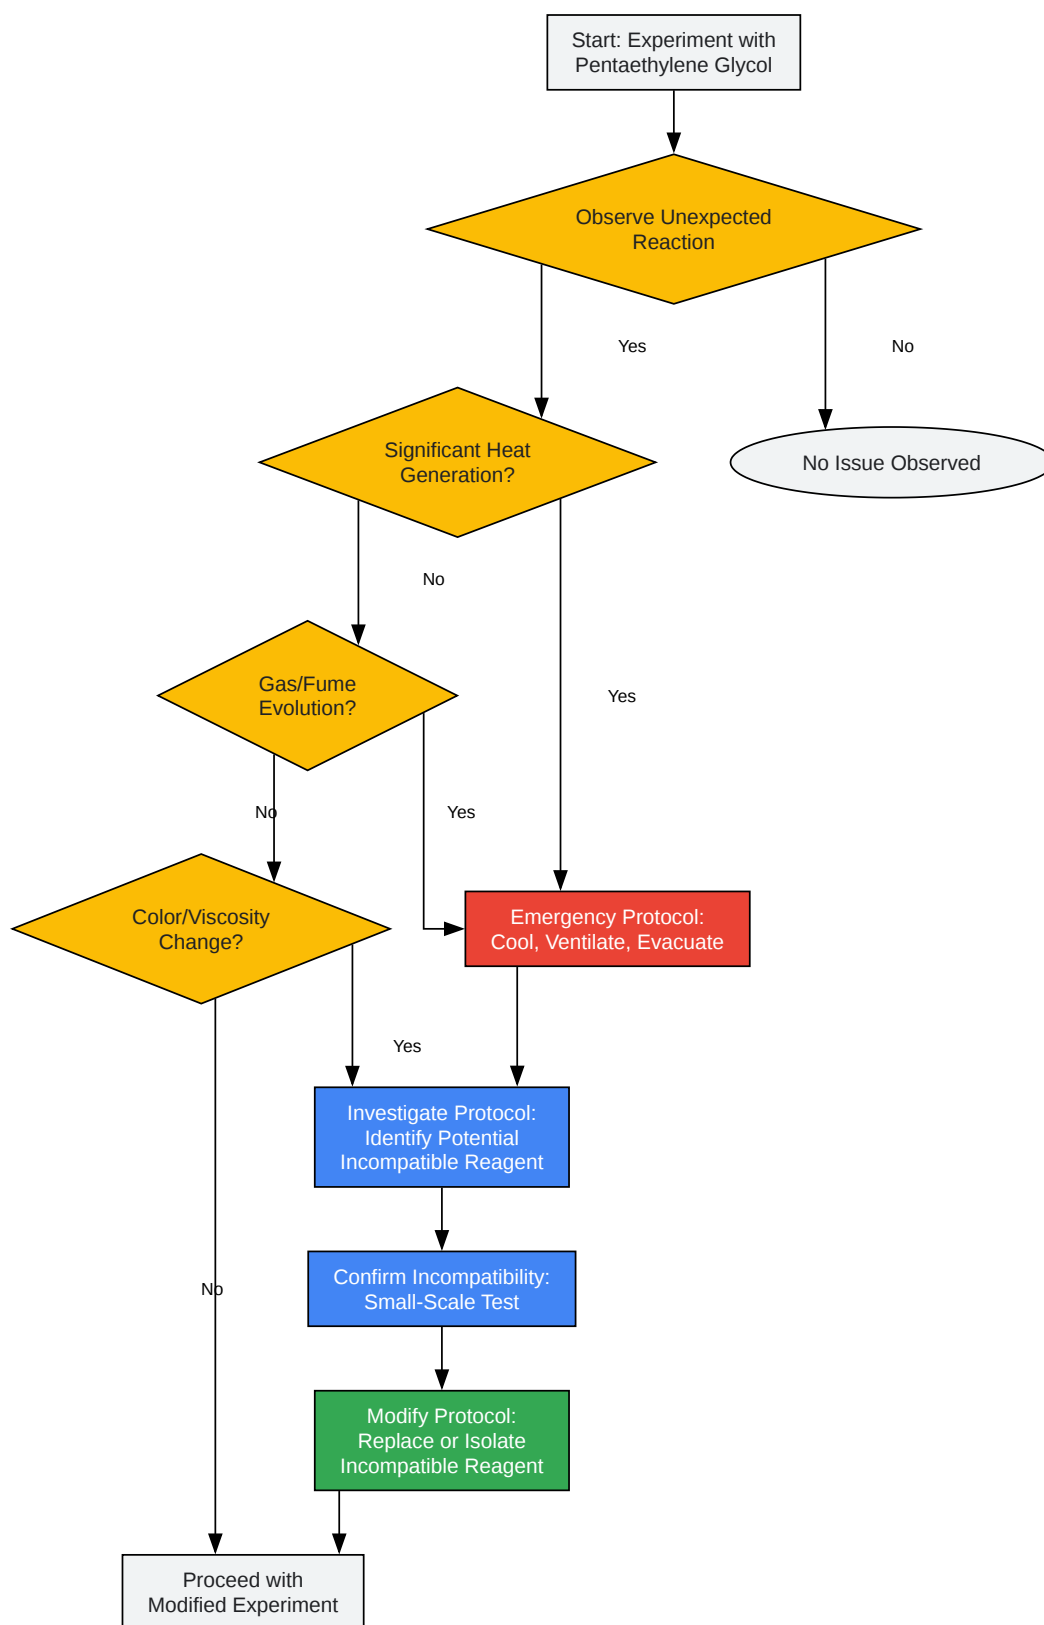 Start: Experiment with
Pentaethylene Glycol
Observe Unexpected
Reaction
Yes
No
Significant Heat
Generation?
No Issue Observed
No
Gas/Fume
Evolution?
Yes
No
Yes
Color/Viscosity
Change?
Emergency Protocol:
Cool, Ventilate, Evacuate
Yes
Investigate Protocol:
Identify Potential
Incompatible Reagent
Confirm Incompatibility:
Small-Scale Test
No
Modify Protocol:
Replace or Isolate
Incompatible Reagent
Proceed with
Modified Experiment